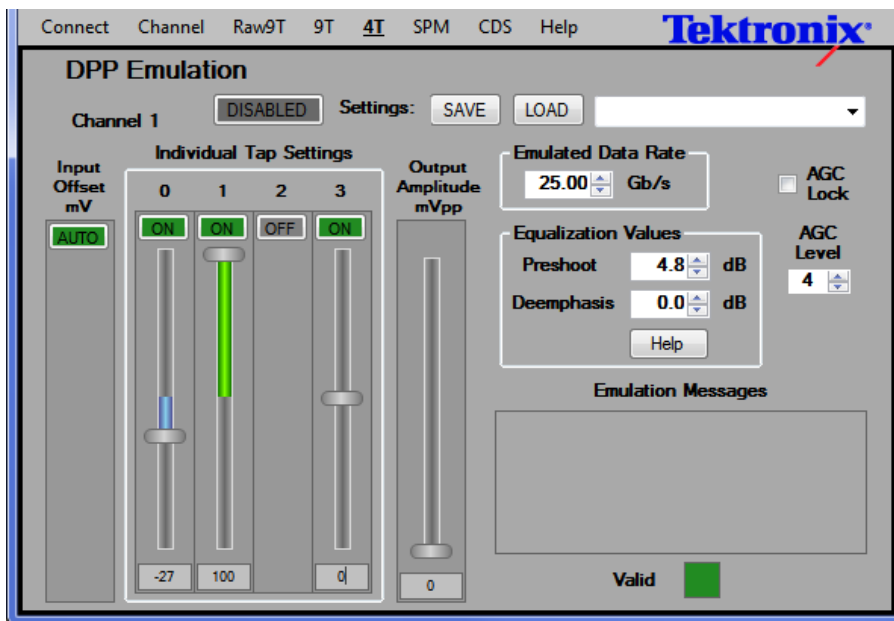 Connect Channel Raw9T 9T 4T SPM CDS Help Tektronix
DPP Emulation
Channel 1 DISABLED Settings: SAVE LOAD
Input Offset mV
AUTO
Individual Tap Settings
0 1 2 3
ON ON OFF ON
-27 100 0
Output Amplitude mVpp
0
Emulated Data Rate
25.00 Gb/s
Equalization Values
Preshoot 4.8 dB
Deemphasis 0.0 dB
Help
AGC Lock
AGC Level
4
Emulation Messages
Valid